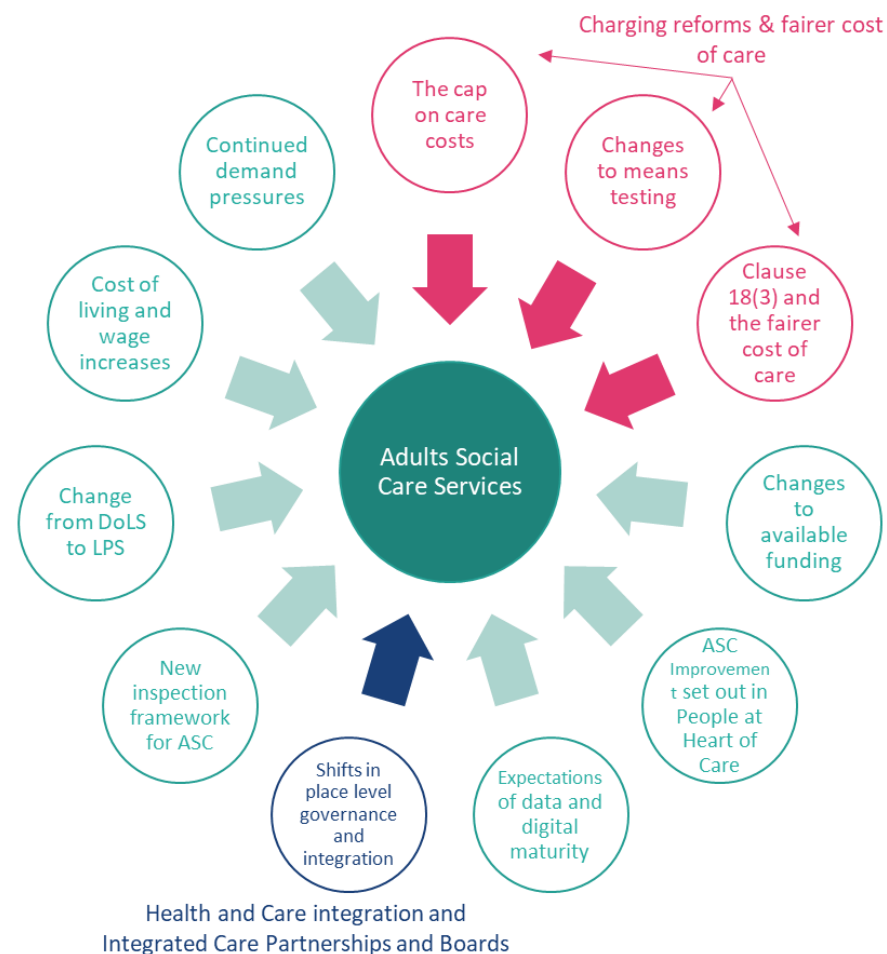 Charging reforms & fairer cost
of care
The cap
on care
costs
Changes
to means
testing
Clause
18(3) and
the fairer
cost of
care
Changes
to
available
funding
ASC
Improvemen
t set out in
People at
Heart of
Care
Expectations
of data and
digital
maturity
Shifts in
place level
governance
and
integration
Health and Care integration and
Integrated Care Partnerships and Boards
New
inspection
framework
for ASC
Change
from DoLS
to LPS
Cost of
living and
wage
increases
Continued
demand
pressures
Adults Social
Care Services